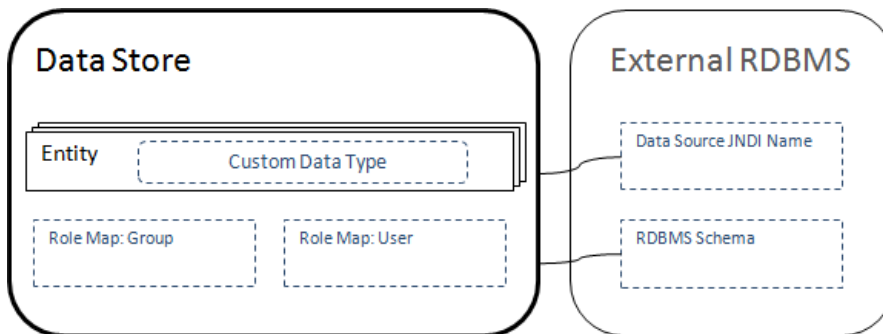 Data Store
Entity
Custom Data Type
Role Map: Group
Role Map: User
External RDBMS
Data Source JNDI Name
RDBMS Schema